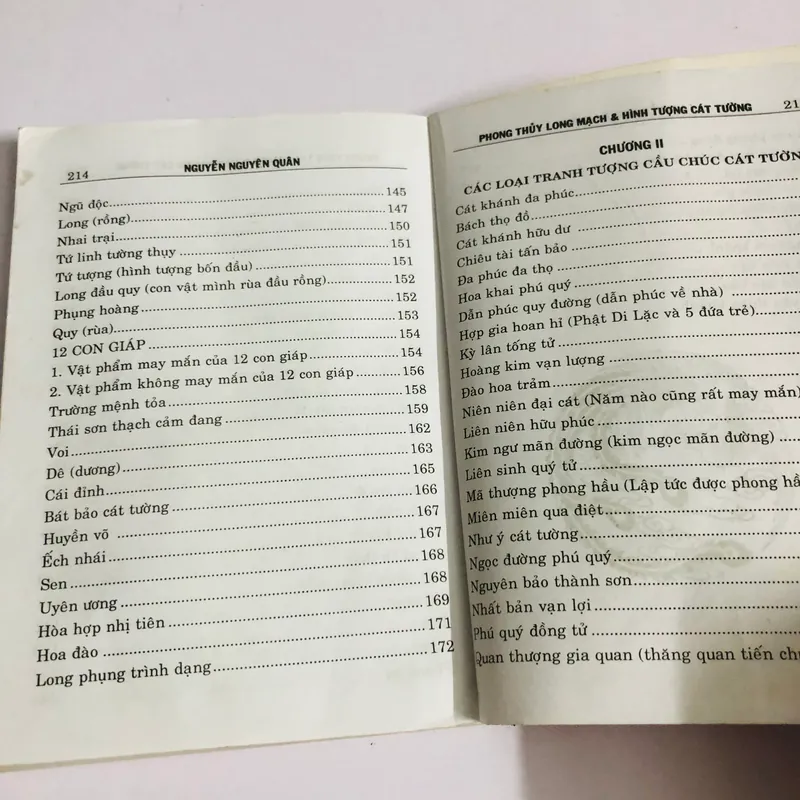 214 NGUYỄN NGUYÊN QUÂN
Ngũ độc 145
Long (rồng) 147
Nhai trại 150
Tứ linh tường thụy 151
Tứ tượng (hình tượng bốn đầu) 151
Long đầu quy (con vật mình rùa đầu rồng) 152
Phụng hoàng 152
Quy (rùa) 153
12 CON GIÁP 154
1. Vật phẩm may mắn của 12 con giáp 154
2. Vật phẩm không may mắn của 12 con giáp 156
Trường mệnh tỏa 158
Thái sơn thạch cảm đang 159
Voi 162
Dê (dương) 163
Cái đỉnh 165
Bát bảo cát tường 166
Huyền võ 167
Ếch nhái 167
Sen 168
Uyên ương 168
Hòa hợp nhị tiên 169
Hoa đào 171
Long phụng trình dạng 172
PHONG THỦY LONG MẠCH & HÌNH TƯỢNG CÁT TƯỜNG
CHƯƠNG II
CÁC LOẠI TRANH TƯỢNG CẦU CHÚC CÁT
Cát khánh đa phúc
Bách thọ đồ
Cát khánh hữu dư
Chiêu tài tấn bảo
Đa phúc đa thọ
Hoa khai phú quý
Dẫn phúc quy đường (dẫn phúc về nhà)
Hợp gia hoan hỉ (Phật Di Lặc và 5 đứa trẻ)
Kỳ lân tống tử
Hoàng kim vạn lượng
Đào hoa trảm
Niên niên đại cát (Năm nào cũng rất may mắn)
Liên niên hữu phúc
Kim ngư mãn đường (kim ngọc mãn đường)
Liên sinh quý tử
Mã thượng phong hầu (Lập tức được phong
Miên miên qua điệt
Như ý cát tường
Ngọc đường phú quý
Nguyên bảo thành sơn
Nhất bản vạn lợi
Phú quý đồng tử
Quan thượng gia quan (thăng quan tiến